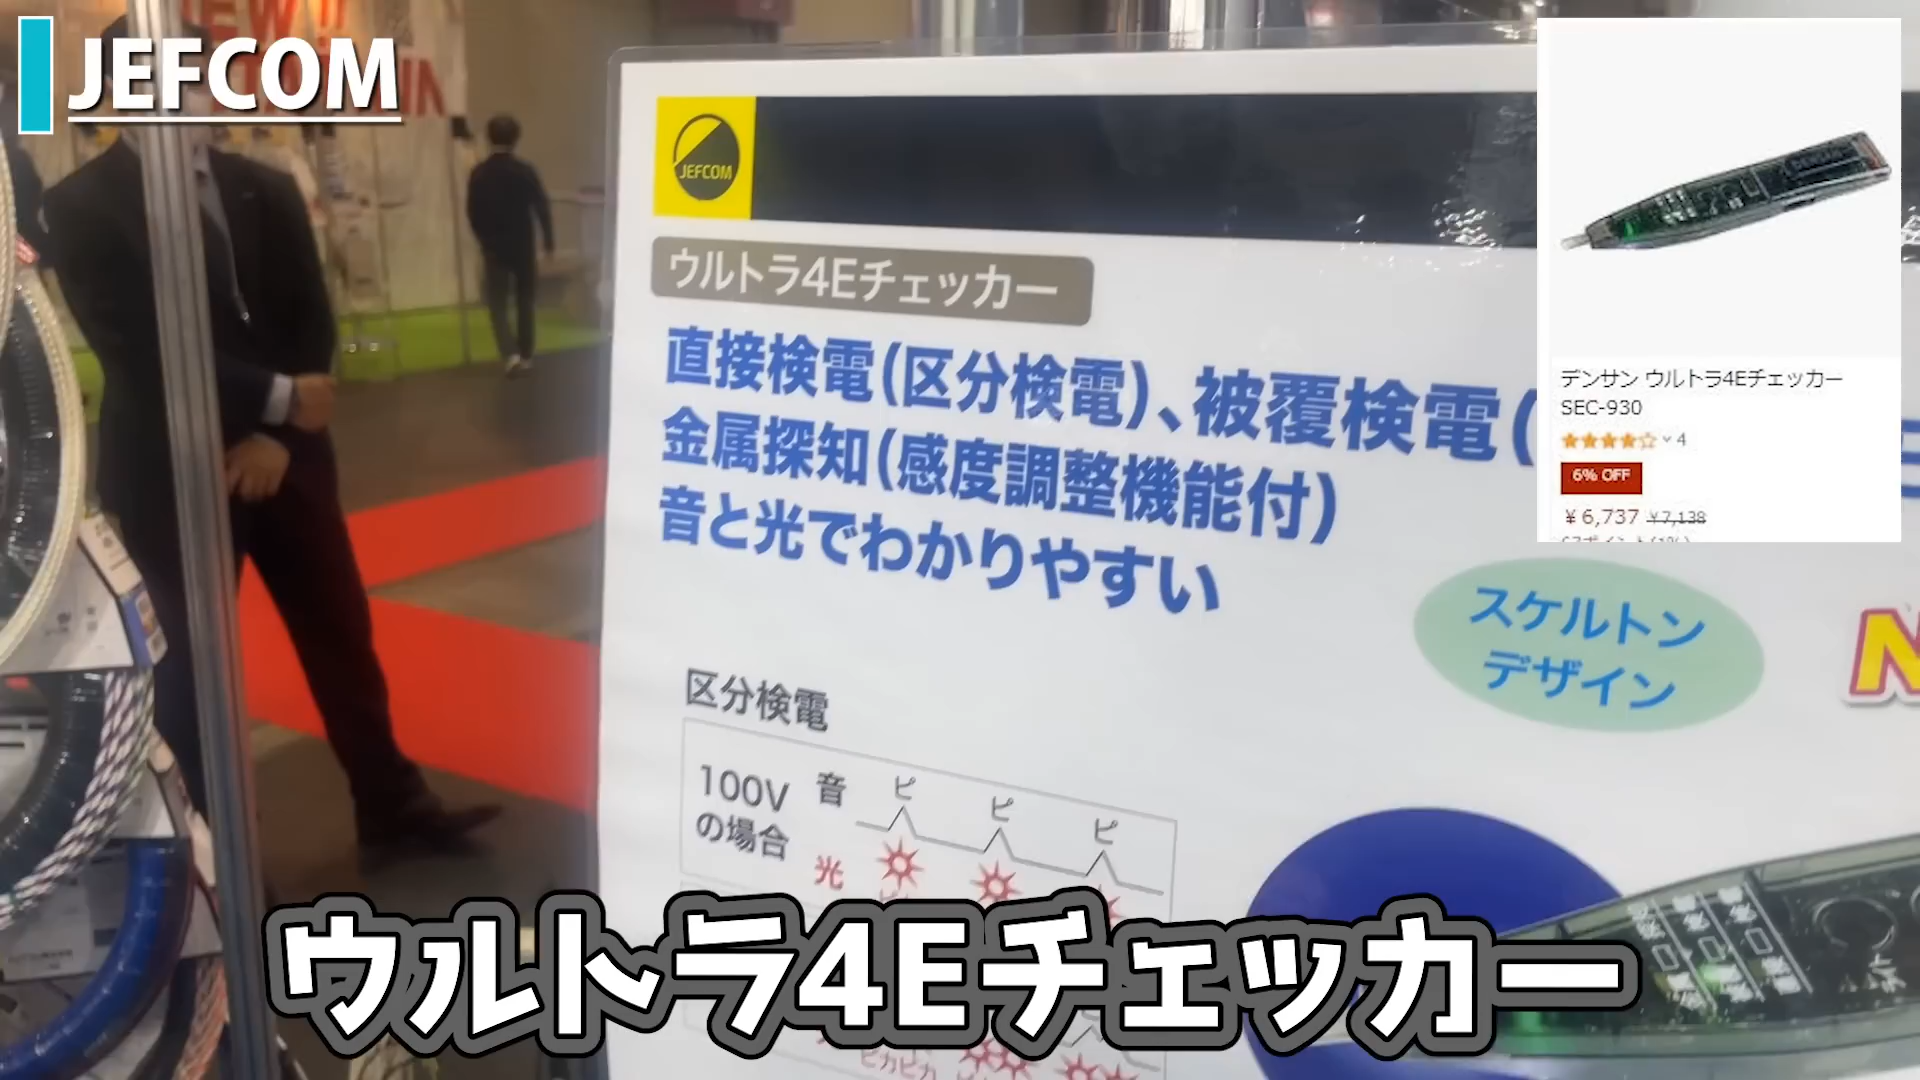 JEFCOM
JEFCOM
ウルトラ4Eチェッカー
直接検電(区分検電)、被覆検電(
金属探知(感度調整機能付)
音と光でわかりやすい
スケルトン
デザイン
区分検電
100V
の場合
音
ピ
ピ
ピ
光
デンサン ウルトラ4Eチェッカー
SEC-930
4
6% OFF
￥6,737 ￥7,138
ウルトラ4Eチェッカー